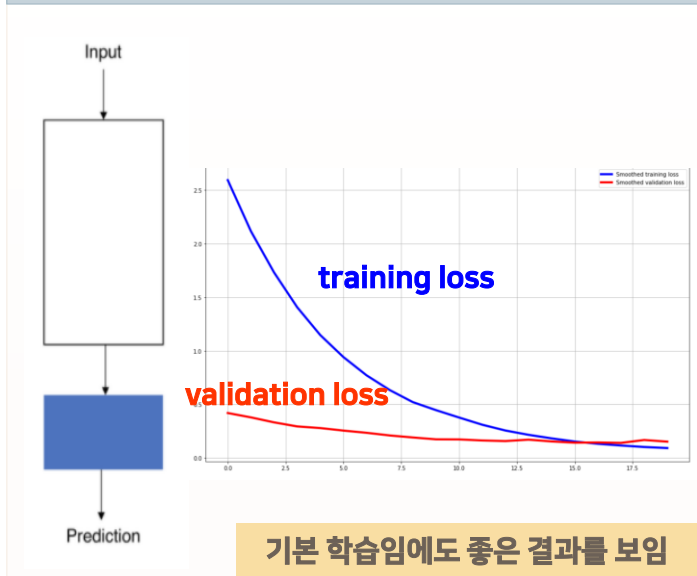 Input
Prediction
Smoothed training loss
Smoothed validation loss
training loss
validation loss
2.5
2.0
1.5
1.0
0.0
0.0
2.5
5.0
7.5
10.0
12.5
15.0
17.5
기본 학습임에도 좋은 결과를 보임